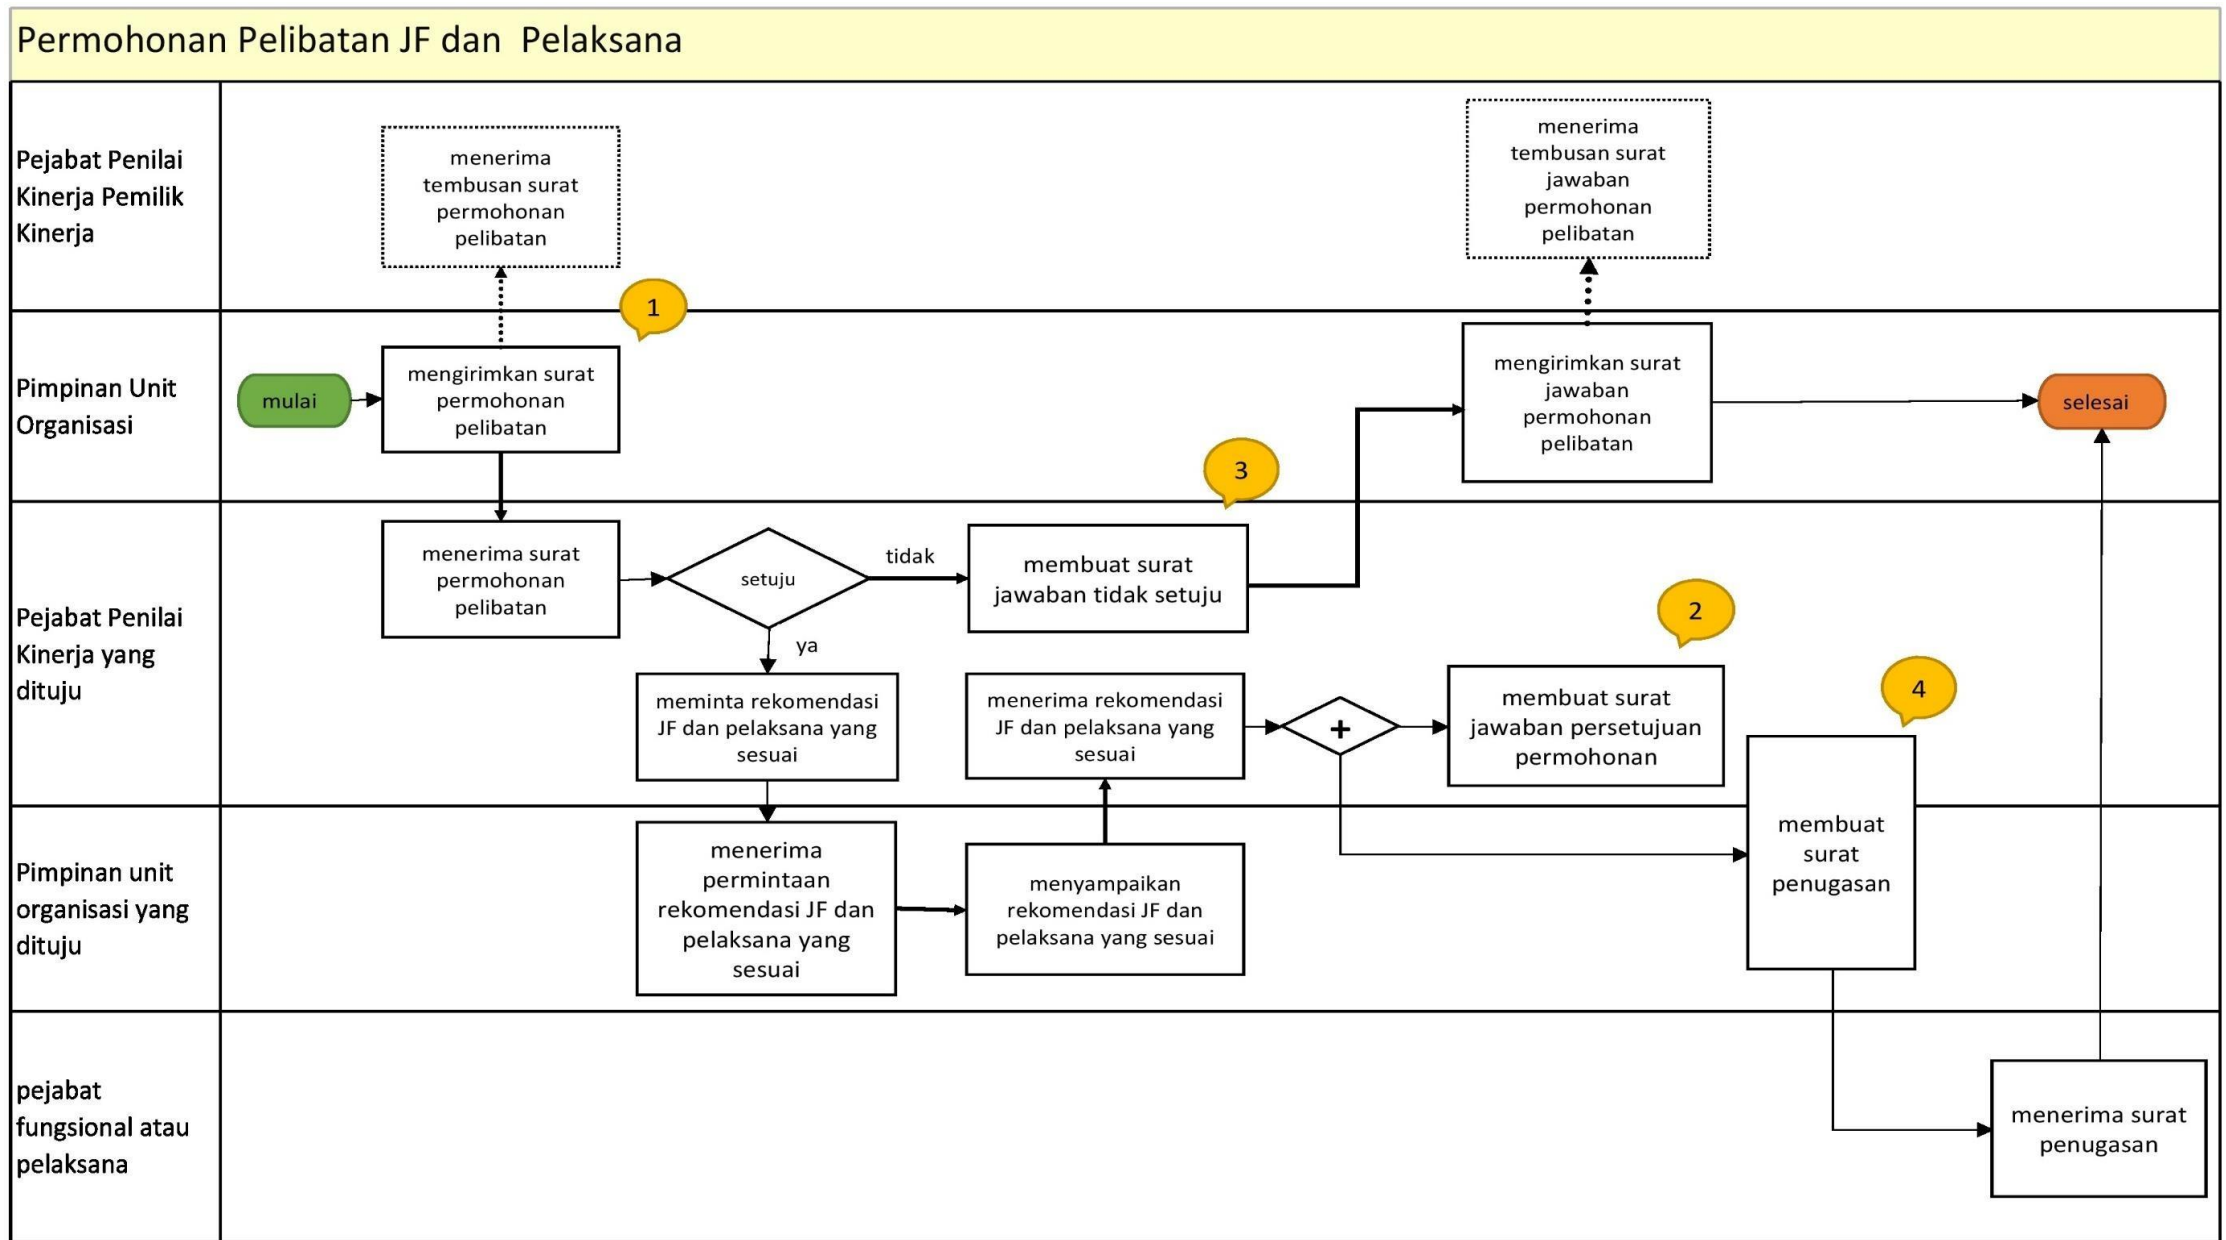 Permohonan Pelibatan JF dan Pelaksana
Pejabat Penilai
Kinerja Pemilik
Kinerja
menerima
tembusan surat
permohonan
pelibatan
menerima
tembusan surat
jawaban
permohonan
pelibatan
1
Pimpinan Unit
Organisasi
mulai
mengirimkan surat
permohonan
pelibatan
mengirimkan surat
jawaban
permohonan
pelibatan
selesai
3
Pejabat Penilai
Kinerja yang
dituju
menerima surat
permohonan
pelibatan
setuju
tidak
membuat surat
jawaban tidak setuju
ya
2
meminta rekomendasi
JF dan pelaksana yang
sesuai
menerima rekomendasi
JF dan pelaksana yang
sesuai
+
membuat surat
jawaban persetujuan
permohonan
4
Pimpinan unit
organisasi yang
dituju
menerima
permintaan
rekomendasi JF dan
pelaksana yang
sesuai
menyampaikan
rekomendasi JF dan
pelaksana yang sesuai
membuat
surat
penugasan
pejabat
fungsional atau
pelaksana
menerima surat
penugasan